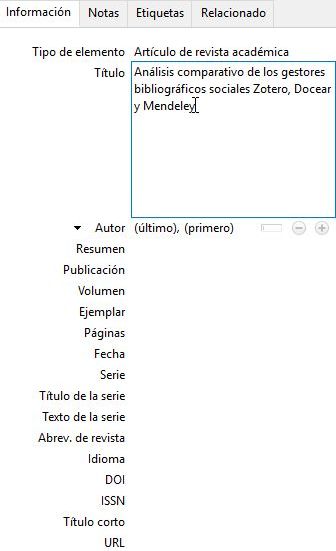 Información Notas Etiquetas Relacionado
Tipo de elemento Artículo de revista académica
Título Análisis comparativo de los gestores
bibliográficos sociales Zotero, Docear
y Mendeley
Autor (último), (primero)
Resumen
Publicación
Volumen
Ejemplar
Páginas
Fecha
Serie
Título de la serie
Texto de la serie
Abrev. de revista
Idioma
DOI
ISSN
Título corto
URL